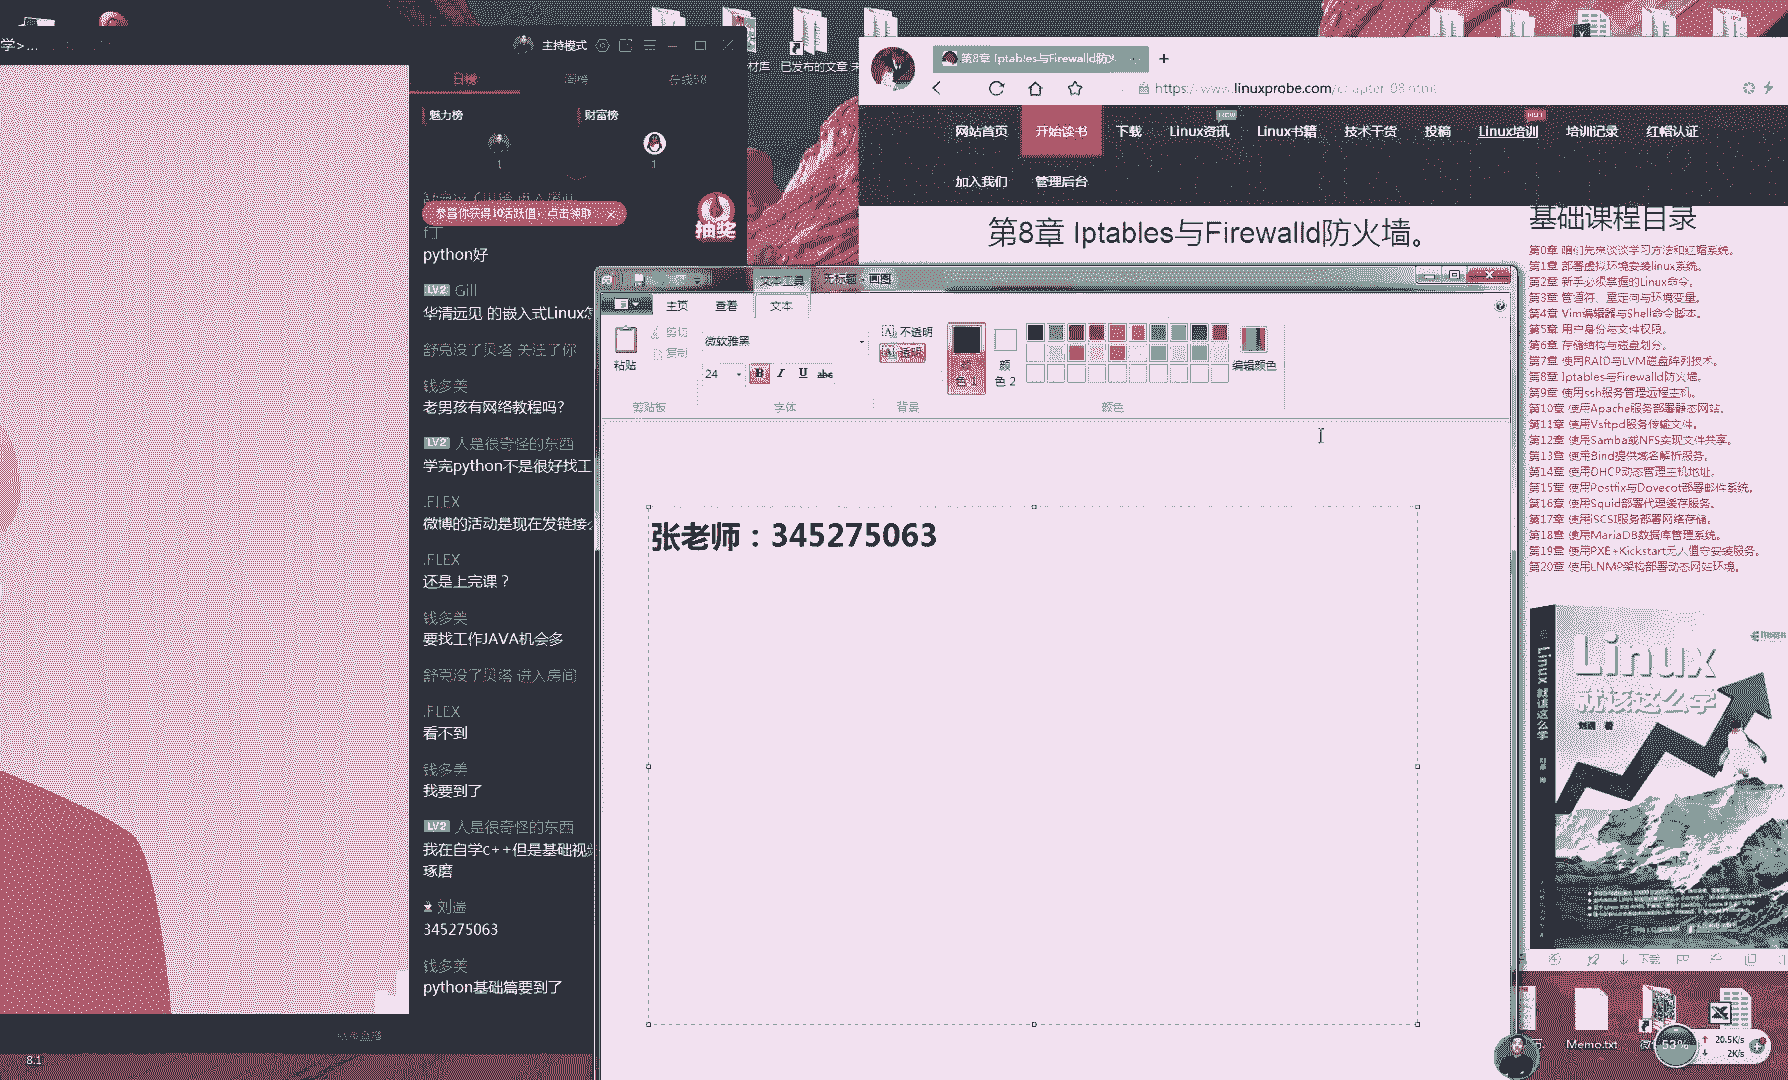 学>...
主持模式
日榜
周榜
在线58
魅力榜
财富榜
1
1
恭喜你获得10活跃值，点击领取
抽奖
python好
LV2 Gill
华清远见 的嵌入式Linux
舒克没了贝塔 关注了你
钱多美
老男孩有网络教程吗？
LV2 人是很奇怪的东西
学完python不是很好找工
.FLEX
微博的活动是现在发链接
.FLEX
还是上完课？
钱多美
要找工作JAVA机会多
舒克没了贝塔 进入房间
.FLEX
看不到
钱多美
我要到了
LV2 人是很奇怪的东西
我在自学c++但是基础视
琢磨
刘遄
345275063
钱多美
python基础篇要到了
8.1
已发布的文章
第8章 Iptables与Firewalld防火
https://www.linuxprobe.com/chapter-08.html
网站首页 开始读书 下载 Linux资讯 Linux书籍 技术干货 投稿 Linux培训 培训记录 红帽认证
加入我们 管理后台
第8章 Iptables与Firewalld防火墙。
基础课程目录
第0章 咱们先来谈谈学习方法和红帽系统。
第1章 部署虚拟环境安装linux系统。
第2章 新手必须掌握的Linux命令。
第3章 管道符、重定向与环境变量。
第4章 Vim编辑器与Shell命令脚本。
第5章 用户身份与文件权限。
第6章 存储结构与磁盘划分。
第7章 使用RAID与LVM磁盘阵列技术。
第8章 Iptables与Firewalld防火墙。
第9章 使用ssh服务管理远程主机。
第10章 使用Apache服务部署静态网站。
第11章 使用Vsftpd服务传输文件。
第12章 使用Samba或NFS实现文件共享。
第13章 使用Bind提供域名解析服务。
第14章 使用DHCP动态管理主机地址。
第15章 使用Postfix与Dovecot部署邮件系统。
第16章 使用Squid部署代理缓存服务。
第17章 使用iSCSI服务部署网络存储。
第18章 使用MariaDB数据库管理系统。
第19章 使用PXE+Kickstart无人值守安装服务。
第20章 使用LNMP架构部署动态网站环境。
文本工具
无标题 - 画图
主页 查看 文本
粘贴
剪切
复制
剪贴板
微软雅黑
24
B I U abc
字体
不透明
透明
背景
颜色 1
颜色 2
编辑颜色
颜色
张老师：345275063
Linux
就该这么学
刘遄 著
Linux 就该这么学
下载
Memo.txt
53%
20.5K/s
2K/s